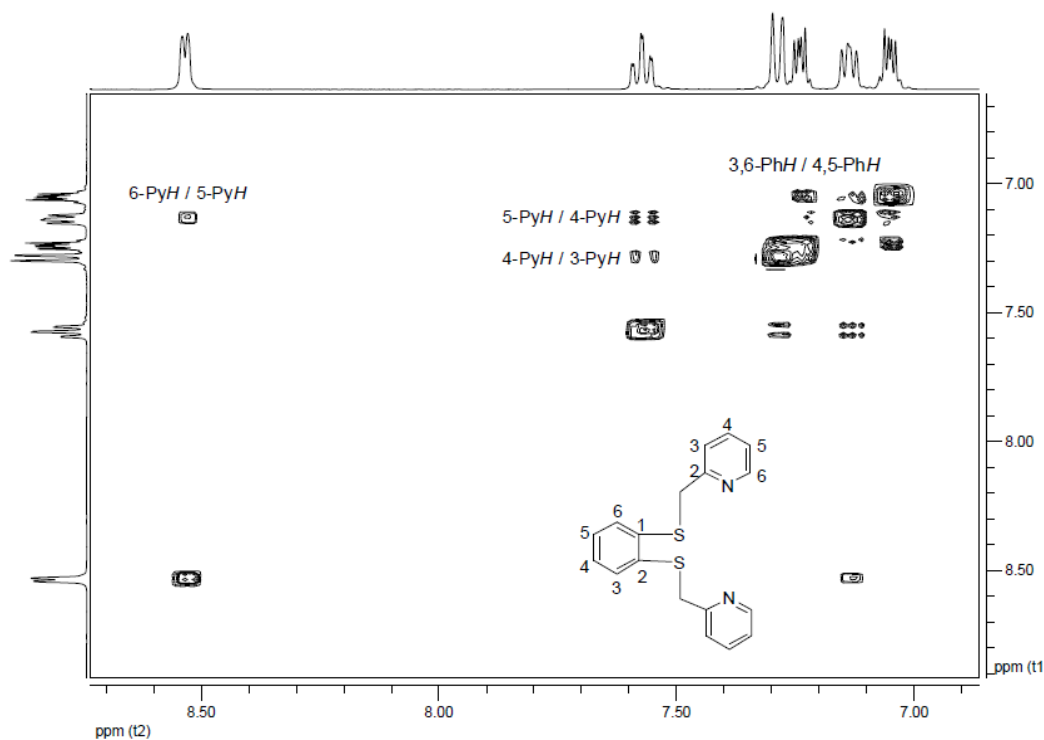 3,6-PhH / 4,5-PhH
6-PyH / 5-PyH
7.00
5-PyH / 4-PyH
4-PyH / 3-PyH
7.50
8.00
4
3
5
2
6
N
6
1
5
S
4
2
S
3
N
8.50
ppm (t1
8.50
8.00
7.50
7.00
ppm (t2)